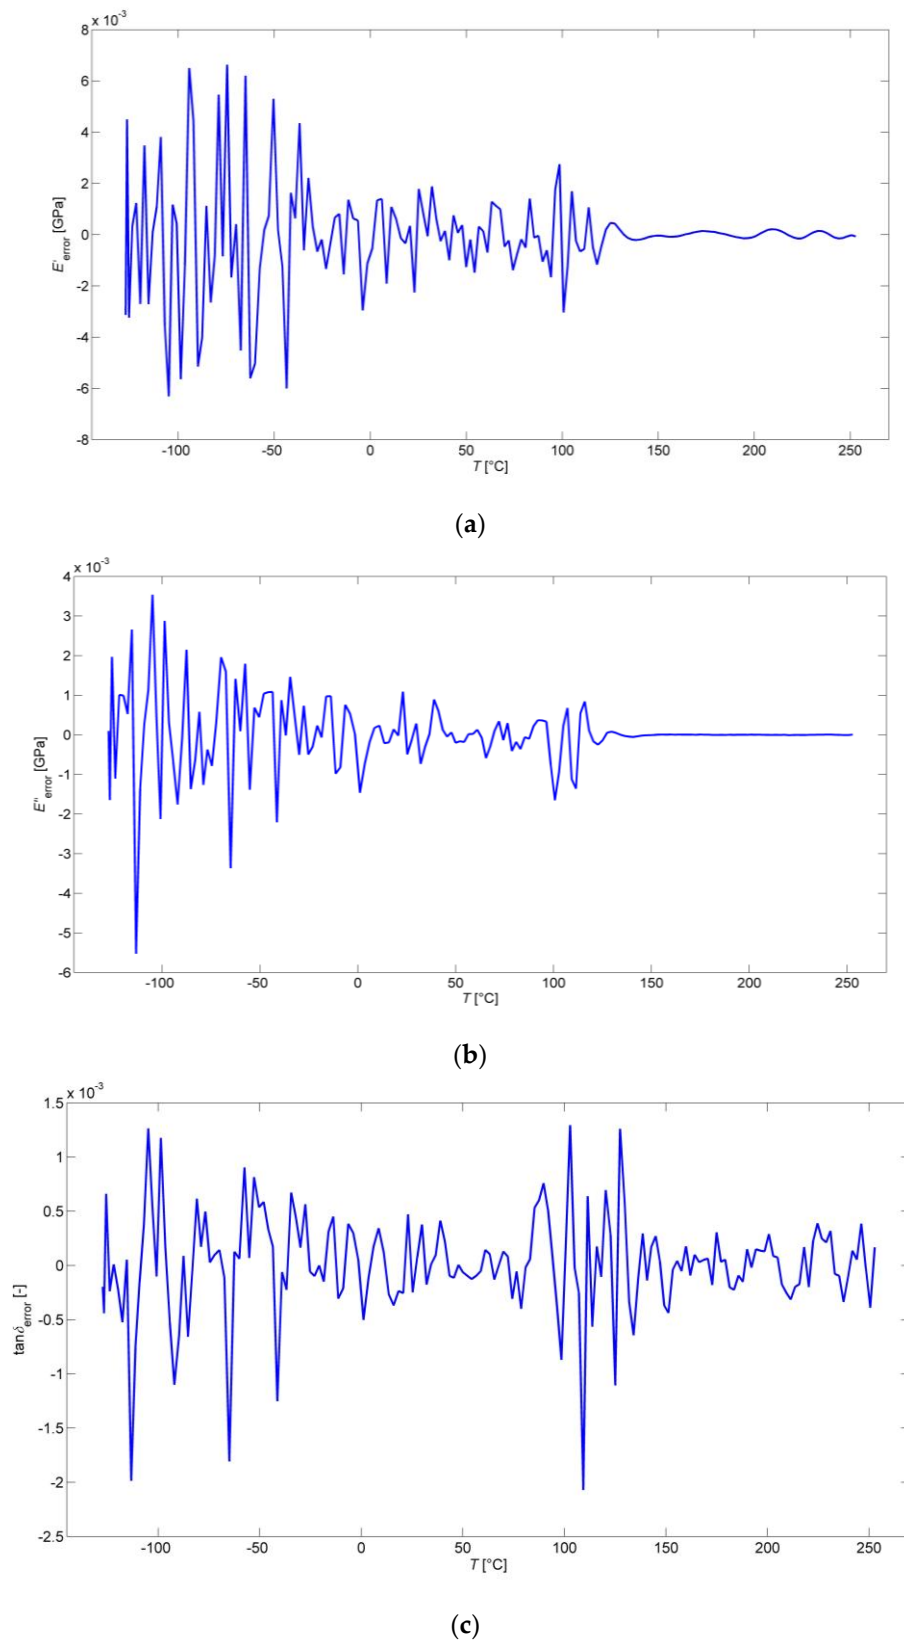 x 10⁻³
8
6
4
2
0
-2
-4
-6
-8
E'error [GPa]
-100 -50 0 50 100 150 200 250
T [°C]
(a)
x 10⁻³
4
3
2
1
0
-1
-2
-3
-4
-5
-6
E"error [GPa]
-100 -50 0 50 100 150 200 250
T [°C]
(b)
x 10⁻³
1.5
1
0.5
0
-0.5
-1
-1.5
-2
-2.5
tanδerror [-]
-100 -50 0 50 100 150 200 250
T [°C]
(c)